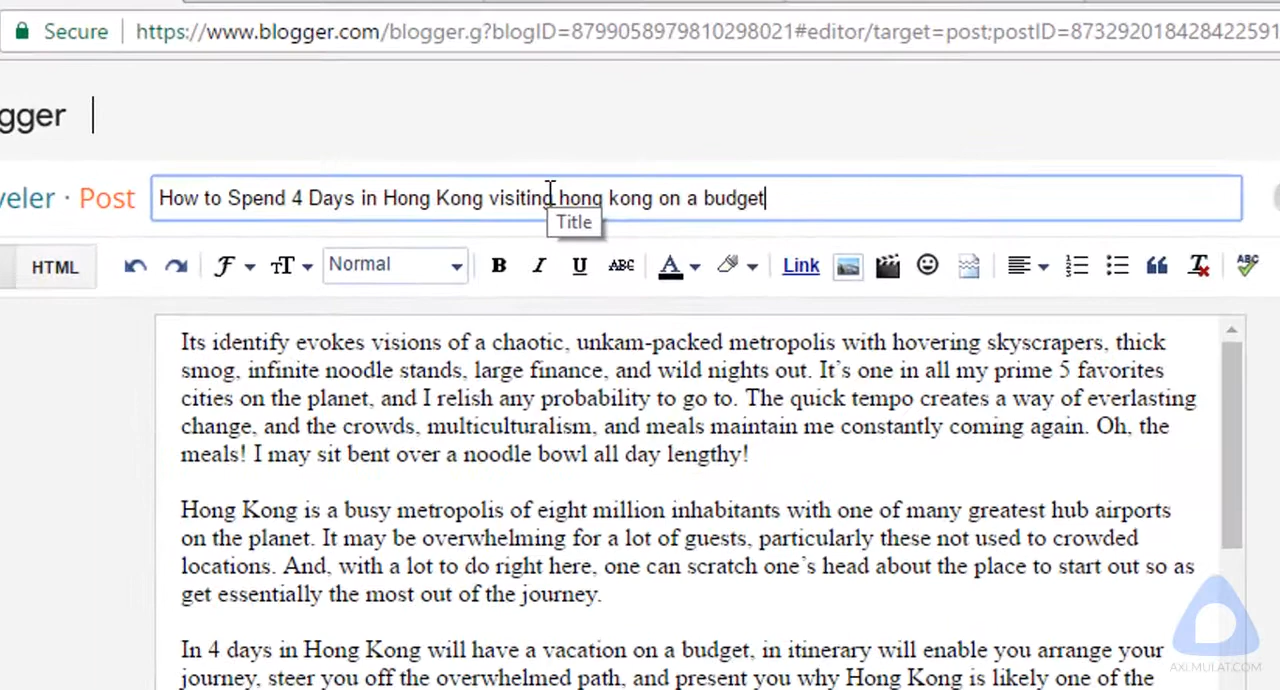 Secure | https://www.blogger.com/blogger.g?blogID=8799058979810298021#editor/target=post;postID=873292018428422591
gger
veler · Post How to Spend 4 Days in Hong Kong visiting hong kong on a budget
Title
HTML Normal B I U ABC A Link ABC
Its identify evokes visions of a chaotic, unkam-packed metropolis with hovering skyscrapers, thick
smog, infinite noodle stands, large finance, and wild nights out. It’s one in all my prime 5 favorites
cities on the planet, and I relish any probability to go to. The quick tempo creates a way of everlasting
change, and the crowds, multiculturalism, and meals maintain me constantly coming again. Oh, the
meals! I may sit bent over a noodle bowl all day lengthy!
Hong Kong is a busy metropolis of eight million inhabitants with one of many greatest hub airports
on the planet. It may be overwhelming for a lot of guests, particularly these not used to crowded
locations. And, with a lot to do right here, one can scratch one’s head about the place to start out so as
get essentially the most out of the journey.
In 4 days in Hong Kong will have a vacation on a budget, in itinerary will enable you arrange your
journey, steer you off the overwhelmed path, and present you why Hong Kong is likely one of the
AXLMULAT.COM